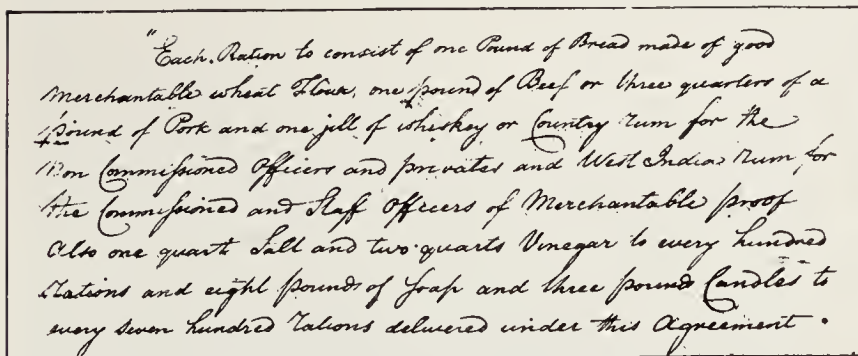 "Each Ration to consist of one Pound of Bread made of good
Merchantable wheat Flour, one pound of Beef or three quarters of a
pound of Pork and one jill of whiskey or Country rum for the
Non Commissioned Officers and privates and West India rum for
the Commissioned and Staff Officers of Merchantable proof
Also one quart Salt and two quarts Vinegar to every hundred
Rations and eight pounds of Soap and three pounds Candles to
every seven hundred rations delivered under this Agreement.